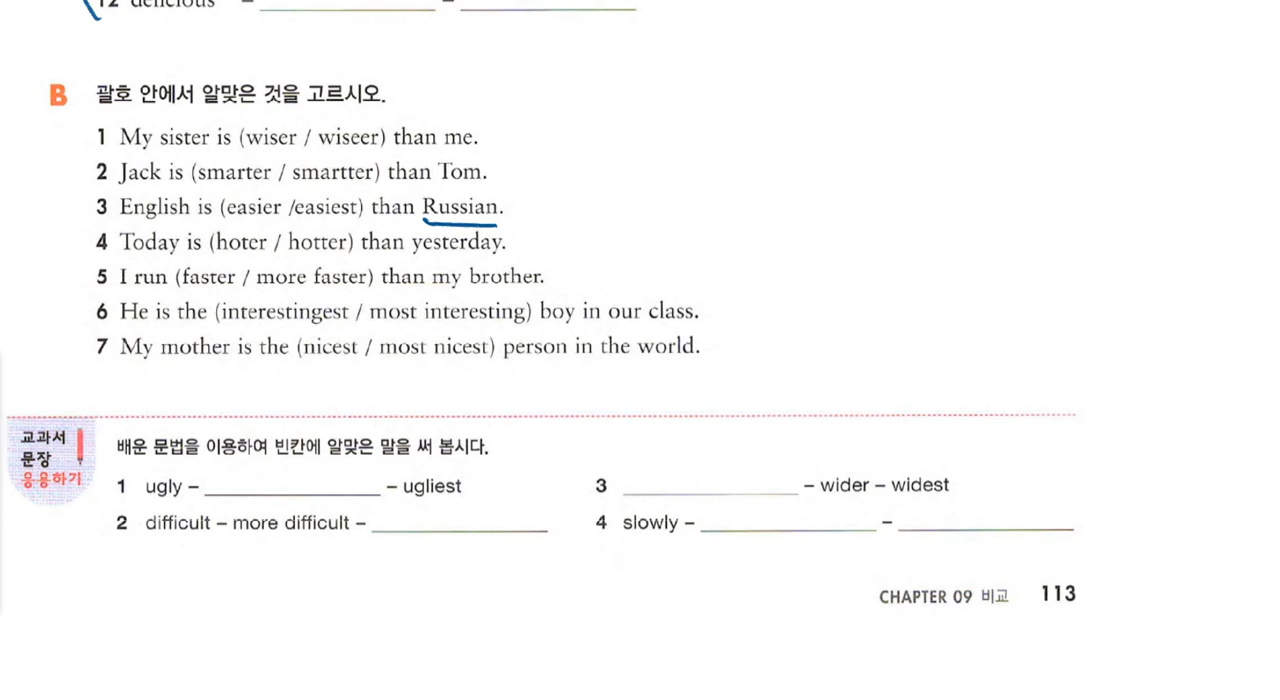 12 delicious – –
B 괄호 안에서 알맞은 것을 고르시오.
1 My sister is (wiser / wiseer) than me.
2 Jack is (smarter / smartter) than Tom.
3 English is (easier /easiest) than Russian.
4 Today is (hoter / hotter) than yesterday.
5 I run (faster / more faster) than my brother.
6 He is the (interestingest / most interesting) boy in our class.
7 My mother is the (nicest / most nicest) person in the world.
교과서
문장
응용하기
배운 문법을 이용하여 빈칸에 알맞은 말을 써 봅시다.
1 ugly – – ugliest
2 difficult – more difficult –
3 – wider – widest
4 slowly – –
CHAPTER 09 비교 113